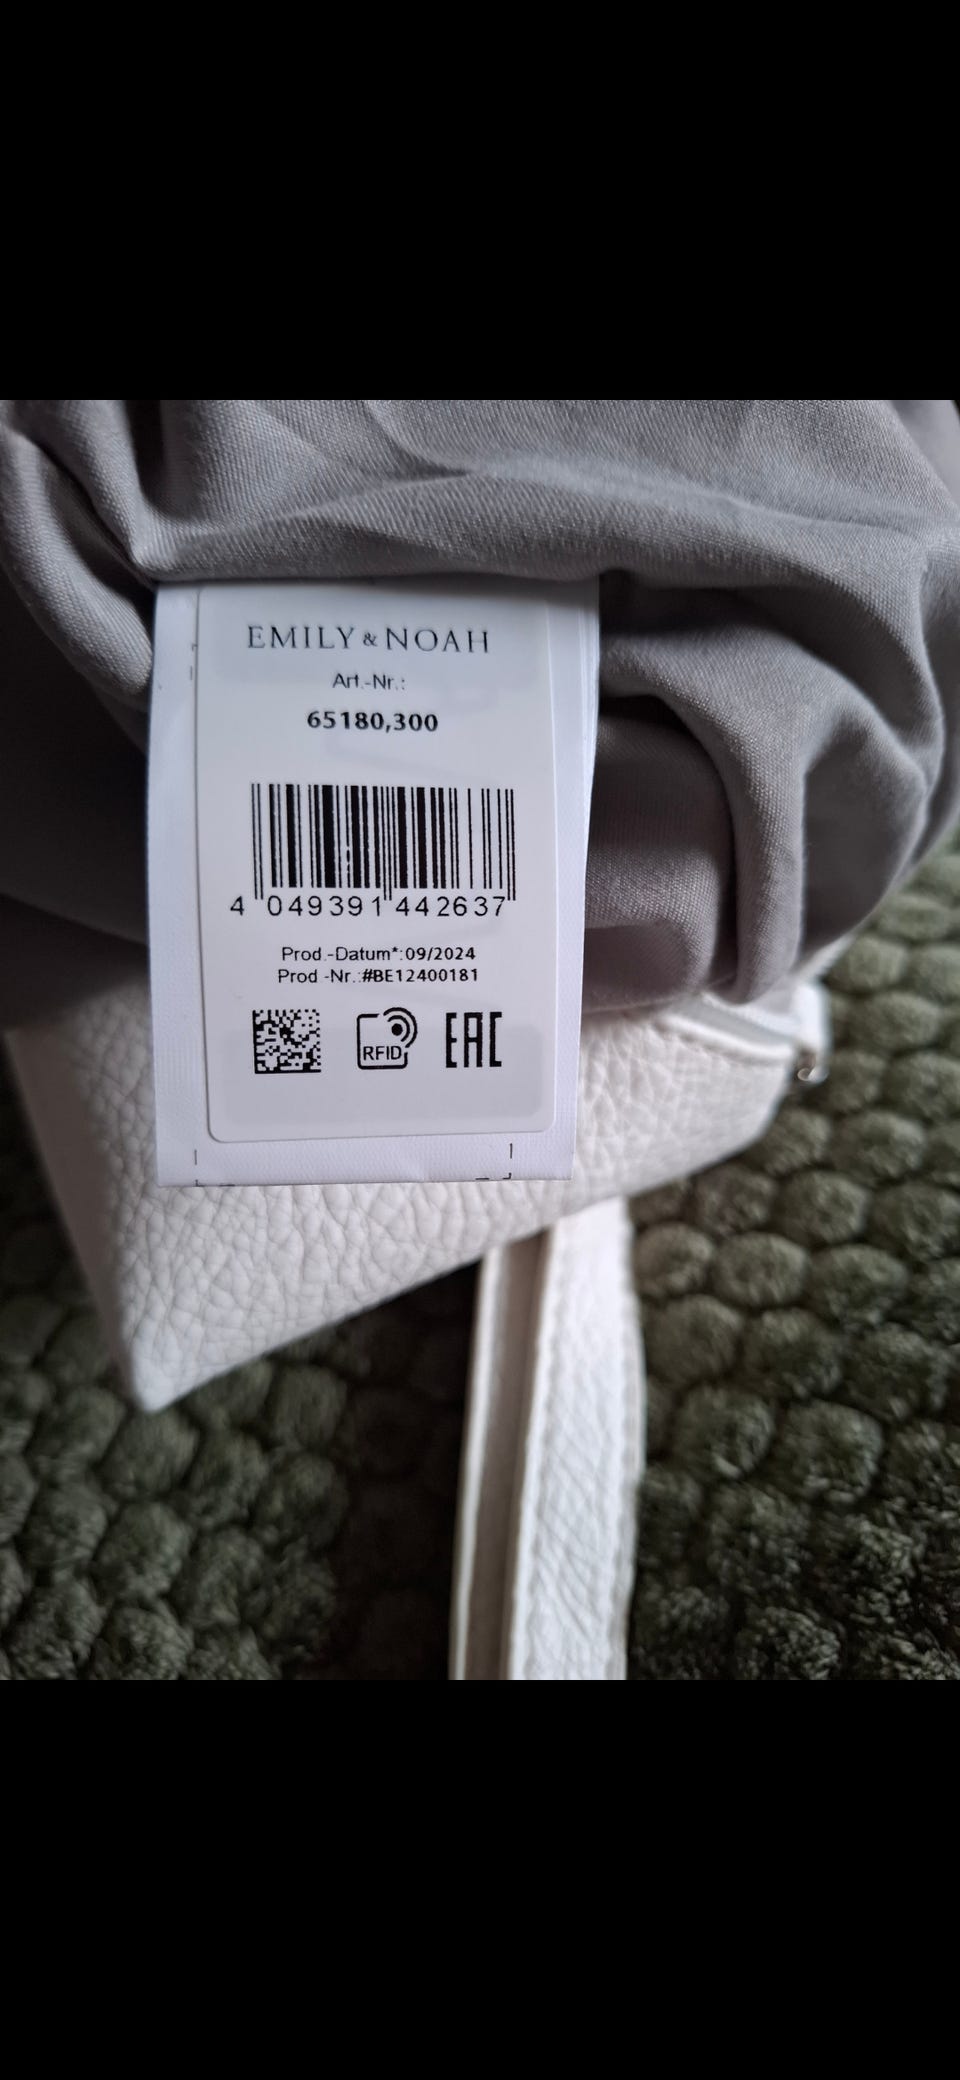 EMILY & NOAH
Art.-Nr.:
65180,300
4 049391 442637
Prod.-Datum*:09/2024
Prod.-Nr.:#BE12400181
RFID
EAC